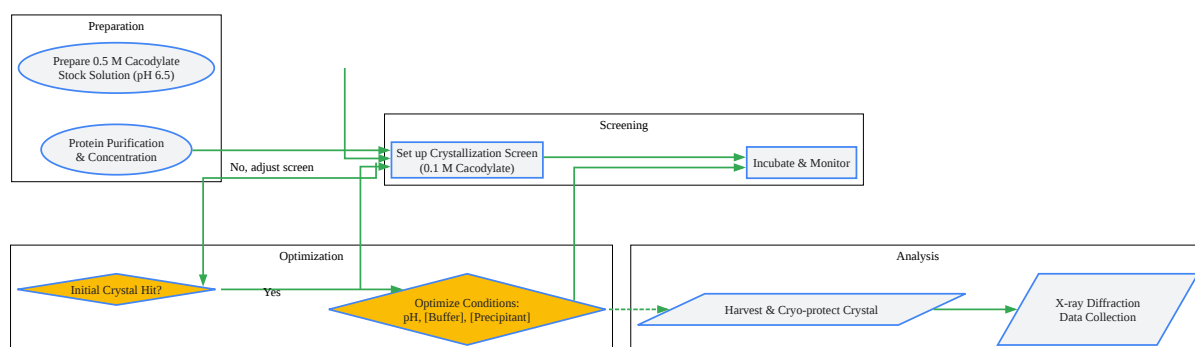 Preparation
Prepare 0.5 M Cacodylate
Stock Solution (pH 6.5)
Protein Purification
& Concentration
No, adjust screen
Screening
Set up Crystallization Screen
(0.1 M Cacodylate)
Incubate & Monitor
Optimization
Initial Crystal Hit?
Yes
Optimize Conditions:
pH, [Buffer], [Precipitant]
Analysis
Harvest & Cryo-protect Crystal
X-ray Diffraction
Data Collection